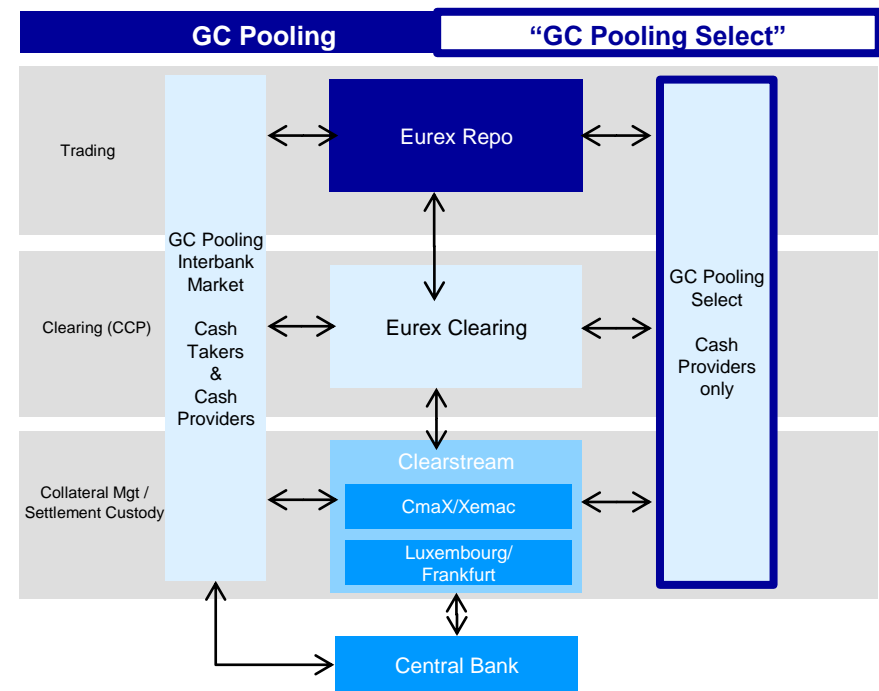 GC Pooling
“GC Pooling Select”
Trading
Eurex Repo
GC Pooling
Interbank
Market
Cash
Takers
&
Cash
Providers
GC Pooling
Select
Cash
Providers
only
Clearing (CCP)
Eurex Clearing
Collateral Mgt /
Settlement Custody
Clearstream
CmaX/Xemac
Luxembourg/
Frankfurt
Central Bank